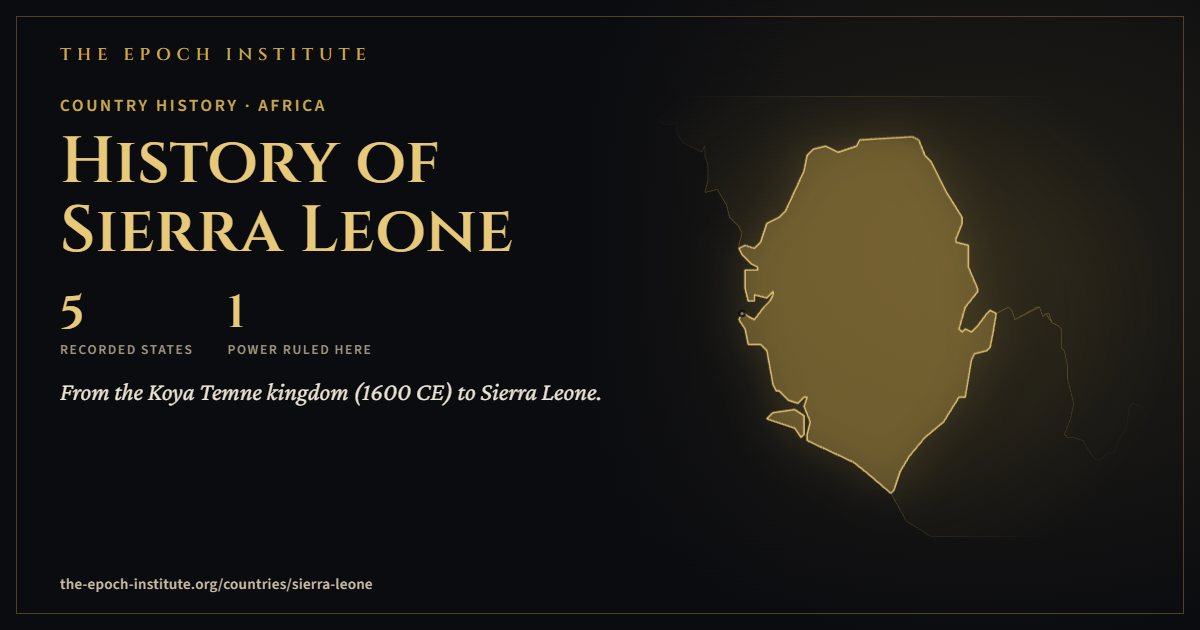 THE EPOCH INSTITUTE
COUNTRY HISTORY · AFRICA
History of
Sierra Leone
5
1
RECORDED STATES
POWER RULED HERE
From the Koya Temne kingdom (1600 CE) to Sierra Leone.
the-epoch-institute.org/countries/sierra-leone